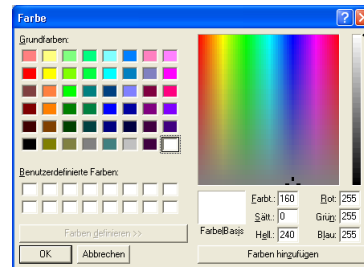 Farbe
Grundfarben:
Benutzerdefinierte Farben:
Farben definieren >>
OK Abbrechen
Farbe|Basis
Farbt.: 160 Rot: 255
Sätt.: 0 Grün: 255
Hell.: 240 Blau: 255
Farben hinzufügen